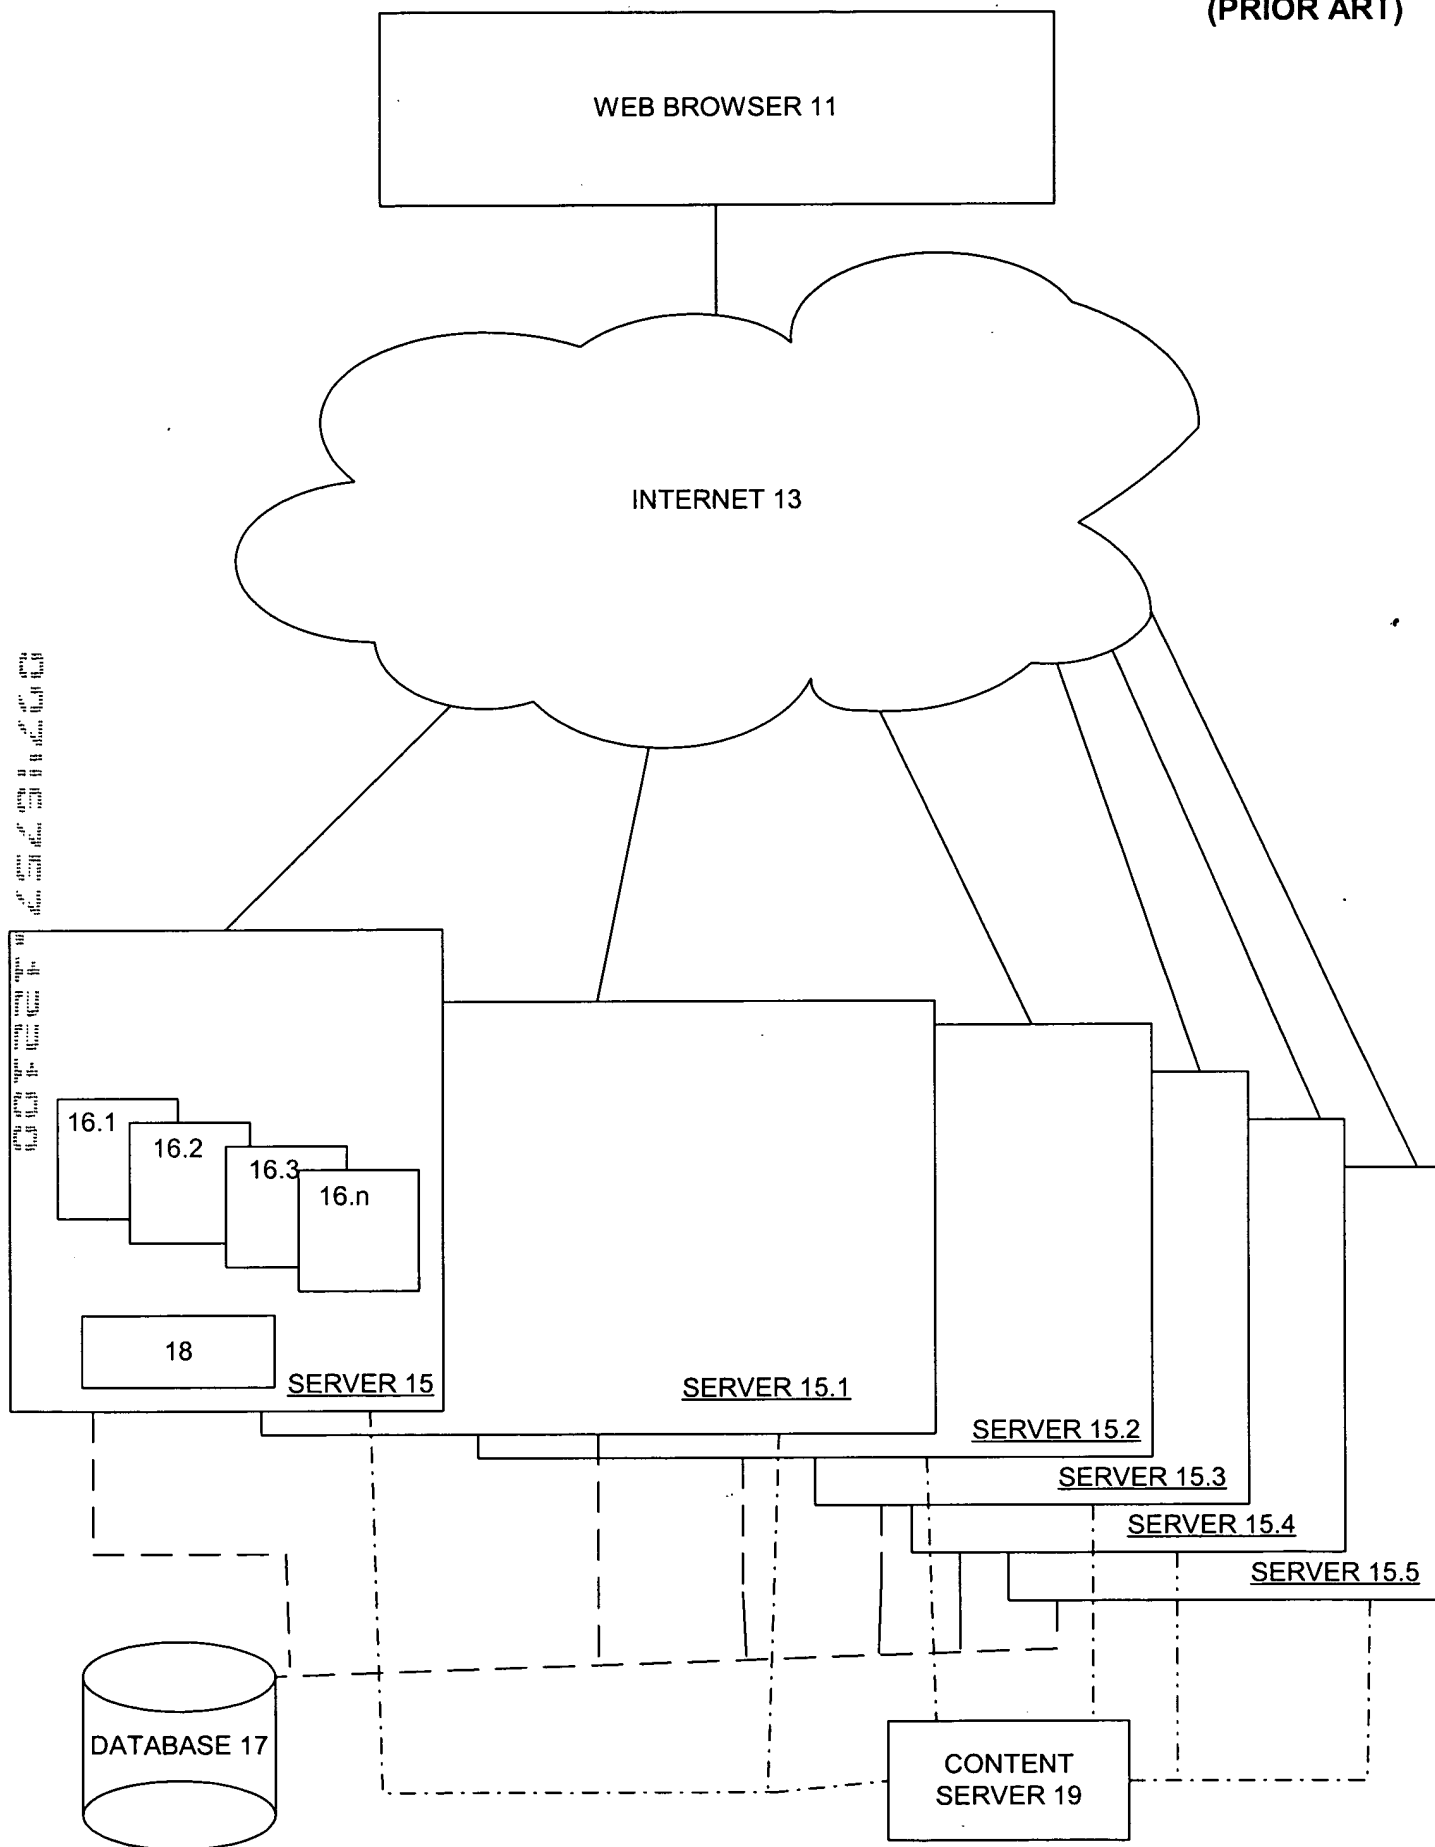 (PRIOR ART)
WEB BROWSER 11
INTERNET 13
16.1
16.2
16.3
16.n
18
SERVER 15
SERVER 15.1
SERVER 15.2
SERVER 15.3
SERVER 15.4
SERVER 15.5
DATABASE 17
CONTENT
SERVER 19